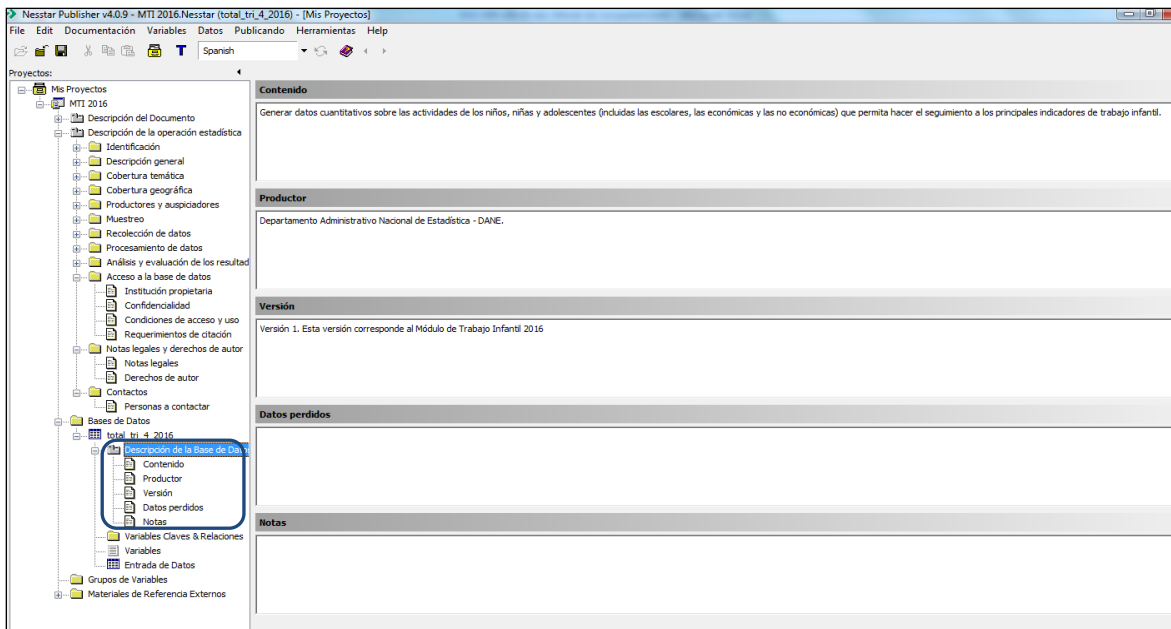 Nesstar Publisher v4.0.9 - MTI 2016.Nesstar (total_tri_4_2016) - [Mis Proyectos]
File Edit Documentación Variables Datos Publicando Herramientas Help
T Spanish
Proyectos:
Mis Proyectos
MTI 2016
Descripción del Documento
Descripción de la operación estadística
Identificación
Descripción general
Cobertura temática
Cobertura geográfica
Productores y auspiciadores
Muestreo
Recolección de datos
Procesamiento de datos
Análisis y evaluación de los resultad
Acceso a la base de datos
Institución propietaria
Confidencialidad
Condiciones de acceso y uso
Requerimientos de citación
Notas legales y derechos de autor
Notas legales
Derechos de autor
Contactos
Personas a contactar
Bases de Datos
total_tri_4_2016
Descripción de la Base de Dato
Contenido
Productor
Versión
Datos perdidos
Notas
Variables Claves & Relaciones
Variables
Entrada de Datos
Grupos de Variables
Materiales de Referencia Externos
Contenido
Generar datos cuantitativos sobre las actividades de los niños, niñas y adolescentes (incluidas las escolares, las económicas y las no económicas) que permita hacer el seguimiento a los principales indicadores de trabajo infantil.
Productor
Departamento Administrativo Nacional de Estadística - DANE.
Versión
Versión 1. Esta versión corresponde al Módulo de Trabajo Infantil 2016
Datos perdidos
Notas